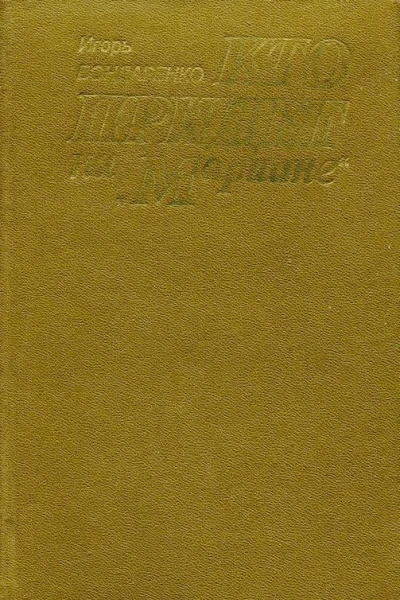 Игорь
БОНДАРЕНКО
КТО
ПРИДЕТ
на
„Мариине“